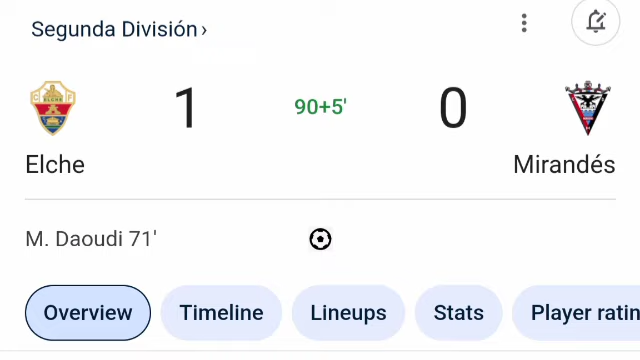 Segunda División ›
1 90+5' 0
Elche Mirandés
M. Daoudi 71'
Overview Timeline Lineups Stats Player ratin